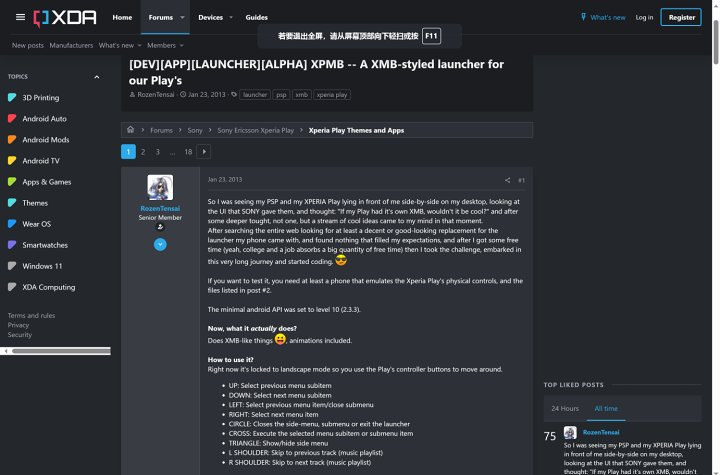 XDA
Home
Forums
Devices
Guides
What's new
Log in
Register
若要退出全屏，请从屏幕顶部向下轻扫或按 F11
New posts
Manufacturers
What's new
Members
TOPICS
3D Printing
Android Auto
Android Mods
Android TV
Apps & Games
Themes
Wear OS
Smartwatches
Windows 11
XDA Computing
Terms and rules
Privacy
Security
[DEV][APP][LAUNCHER][ALPHA] XPMB -- A XMB-styled launcher for
our Play's
RozenTensai · Jan 23, 2013 · launcher psp xmb xperia play
Forums > Sony > Sony Ericsson Xperia Play > Xperia Play Themes and Apps
1 2 3 ... 18
RozenTensai
Senior Member
Jan 23, 2013
#1
So I was seeing my PSP and my XPERIA Play lying in front of me side-by-side on my desktop, looking at
the UI that SONY gave them, and thought: "If my Play had it's own XMB, wouldn't it be cool?" and after
some deeper tought, not one, but a stream of cool ideas came to my mind in that moment.
After searching the entire web looking for at least a decent or good-looking replacement for the
launcher my phone came with, and found nothing that filled my expectations, and after I got some free
time (yeah, college and a job absorbs a big quantity of free time) then I took the challenge, embarked in
this very long journey and started coding.
If you want to test it, you need at least a phone that emulates the Xperia Play's physical controls, and the
files listed in post #2.
The minimal android API was set to level 10 (2.3.3).
Now, what it actually does?
Does XMB-like things , animations included.
How to use it?
Right now it's locked to landscape mode so you use the Play's controller buttons to move around.
• UP: Select previous menu subitem
• DOWN: Select next menu subitem
• LEFT: Select previous menu item/close submenu
• RIGHT: Select next menu item
• CIRCLE: Closes the side-menu, submenu or exit the launcher
• CROSS: Execute the selected menu subitem or submenu item
• TRIANGLE: Show/hide side menu
• L SHOULDER: Skip to previous track (music playlist)
• R SHOULDER: Skip to next track (music playlist)
TOP LIKED POSTS
24 Hours
All time
75
RozenTensai
So I was seeing my PSP and my XPERIA Play lying
in front of me side-by-side on my desktop, looking
at the UI that SONY gave them, and
thought: "If my Play had it's own XMB, wouldn't